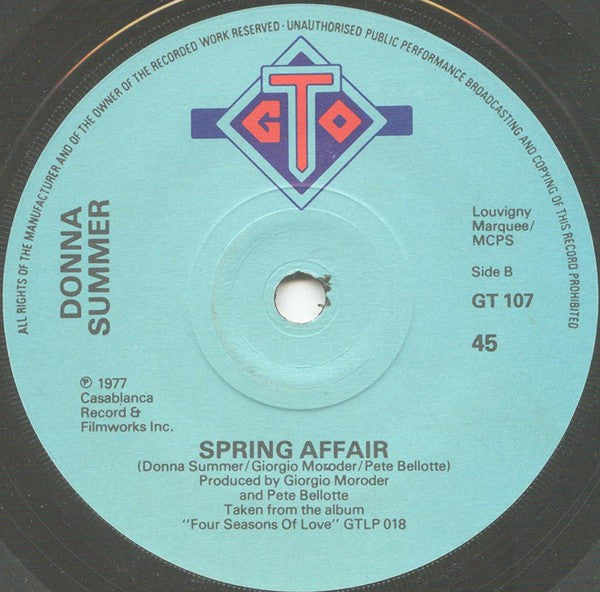 ALL RIGHTS OF THE MANUFACTURER AND OF THE OWNER OF THE RECORDED WORK RESERVED · UNAUTHORISED PUBLIC PERFORMANCE BROADCASTING AND COPYING OF THIS RECORD PROHIBITED
GTO
DONNA
SUMMER
Louvigny
Marquee/
MCPS
Side B
GT 107
45
℗ 1977
Casablanca
Record &
Filmworks Inc.
SPRING AFFAIR
(Donna Summer/Giorgio Moroder/Pete Bellotte)
Produced by Giorgio Moroder
and Pete Bellotte
Taken from the album
"Four Seasons Of Love" GTLP 018